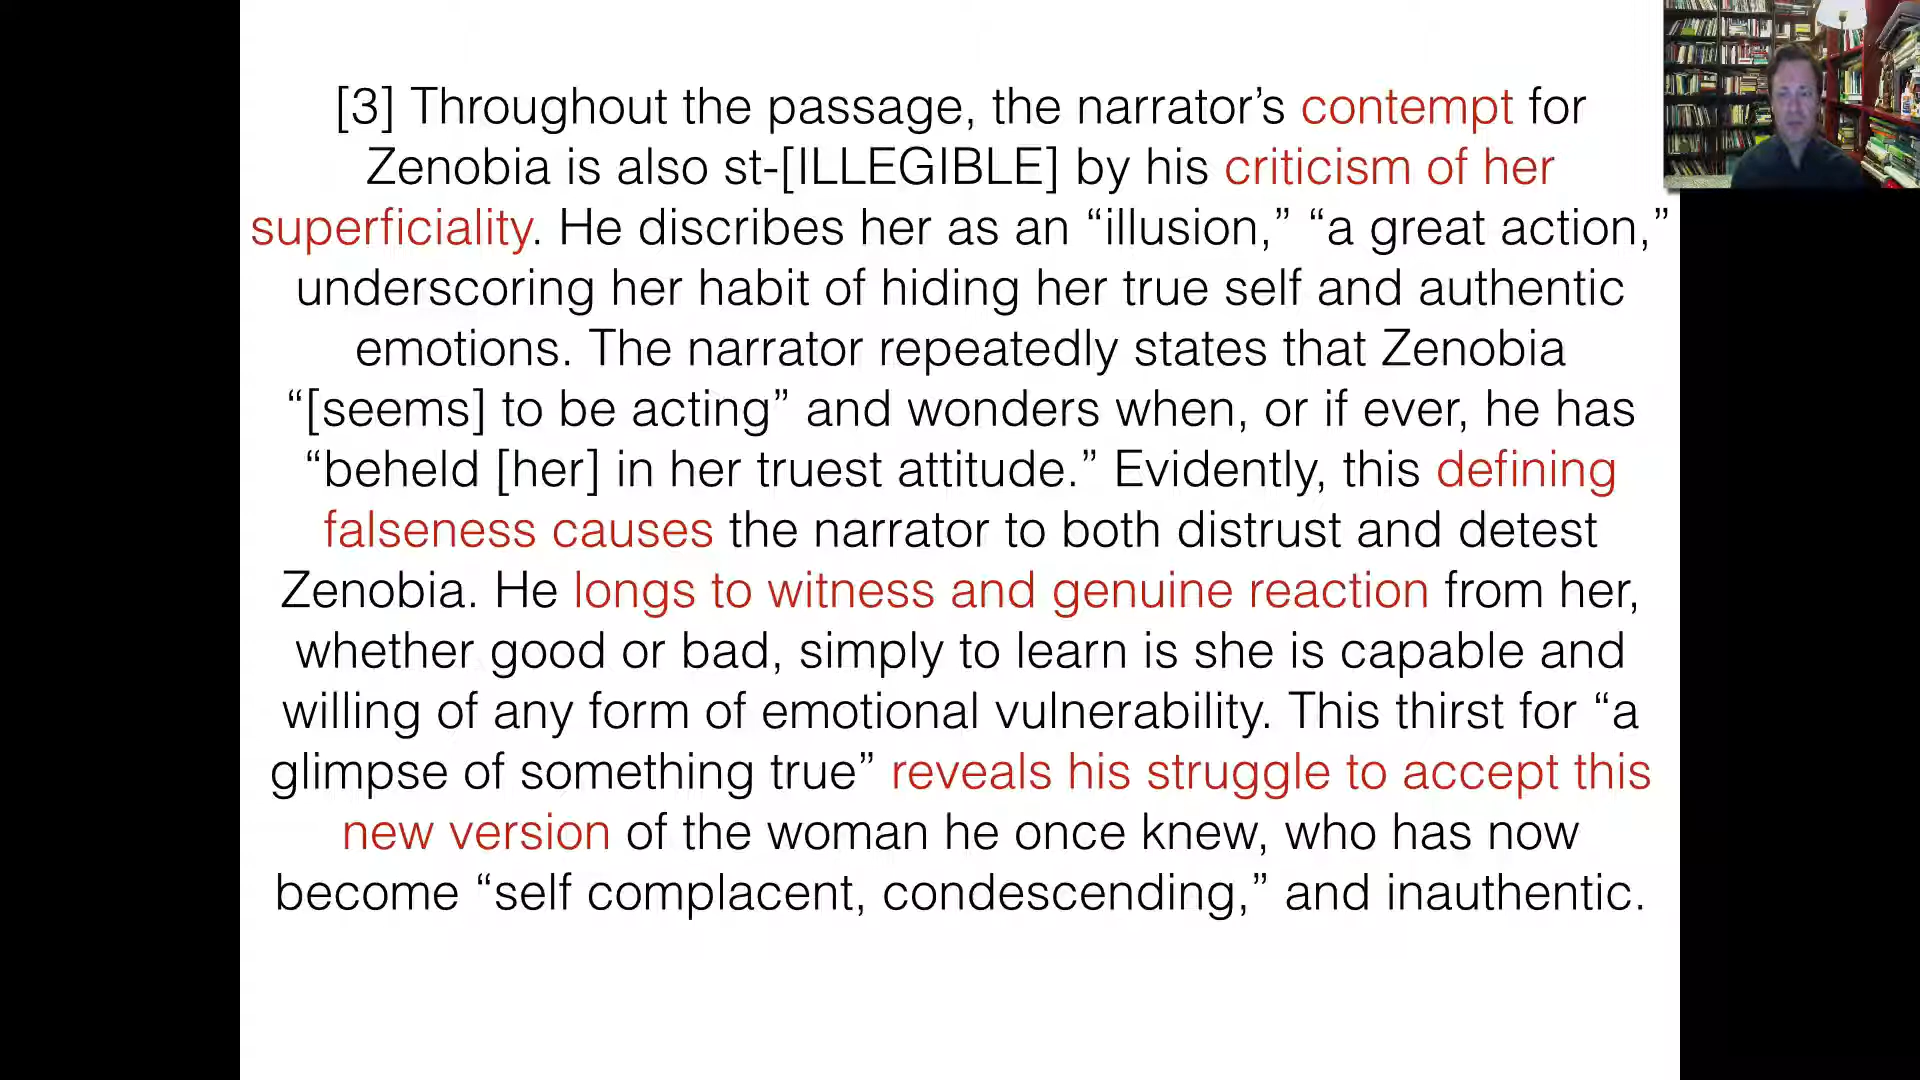 [3] Throughout the passage, the narrator’s contempt for
Zenobia is also st-[ILLEGIBLE] by his criticism of her
superficiality. He discribes her as an “illusion,” “a great action,”
underscoring her habit of hiding her true self and authentic
emotions. The narrator repeatedly states that Zenobia
“[seems] to be acting” and wonders when, or if ever, he has
“beheld [her] in her truest attitude.” Evidently, this defining
falseness causes the narrator to both distrust and detest
Zenobia. He longs to witness and genuine reaction from her,
whether good or bad, simply to learn is she is capable and
willing of any form of emotional vulnerability. This thirst for “a
glimpse of something true” reveals his struggle to accept this
new version of the woman he once knew, who has now
become “self complacent, condescending,” and inauthentic.